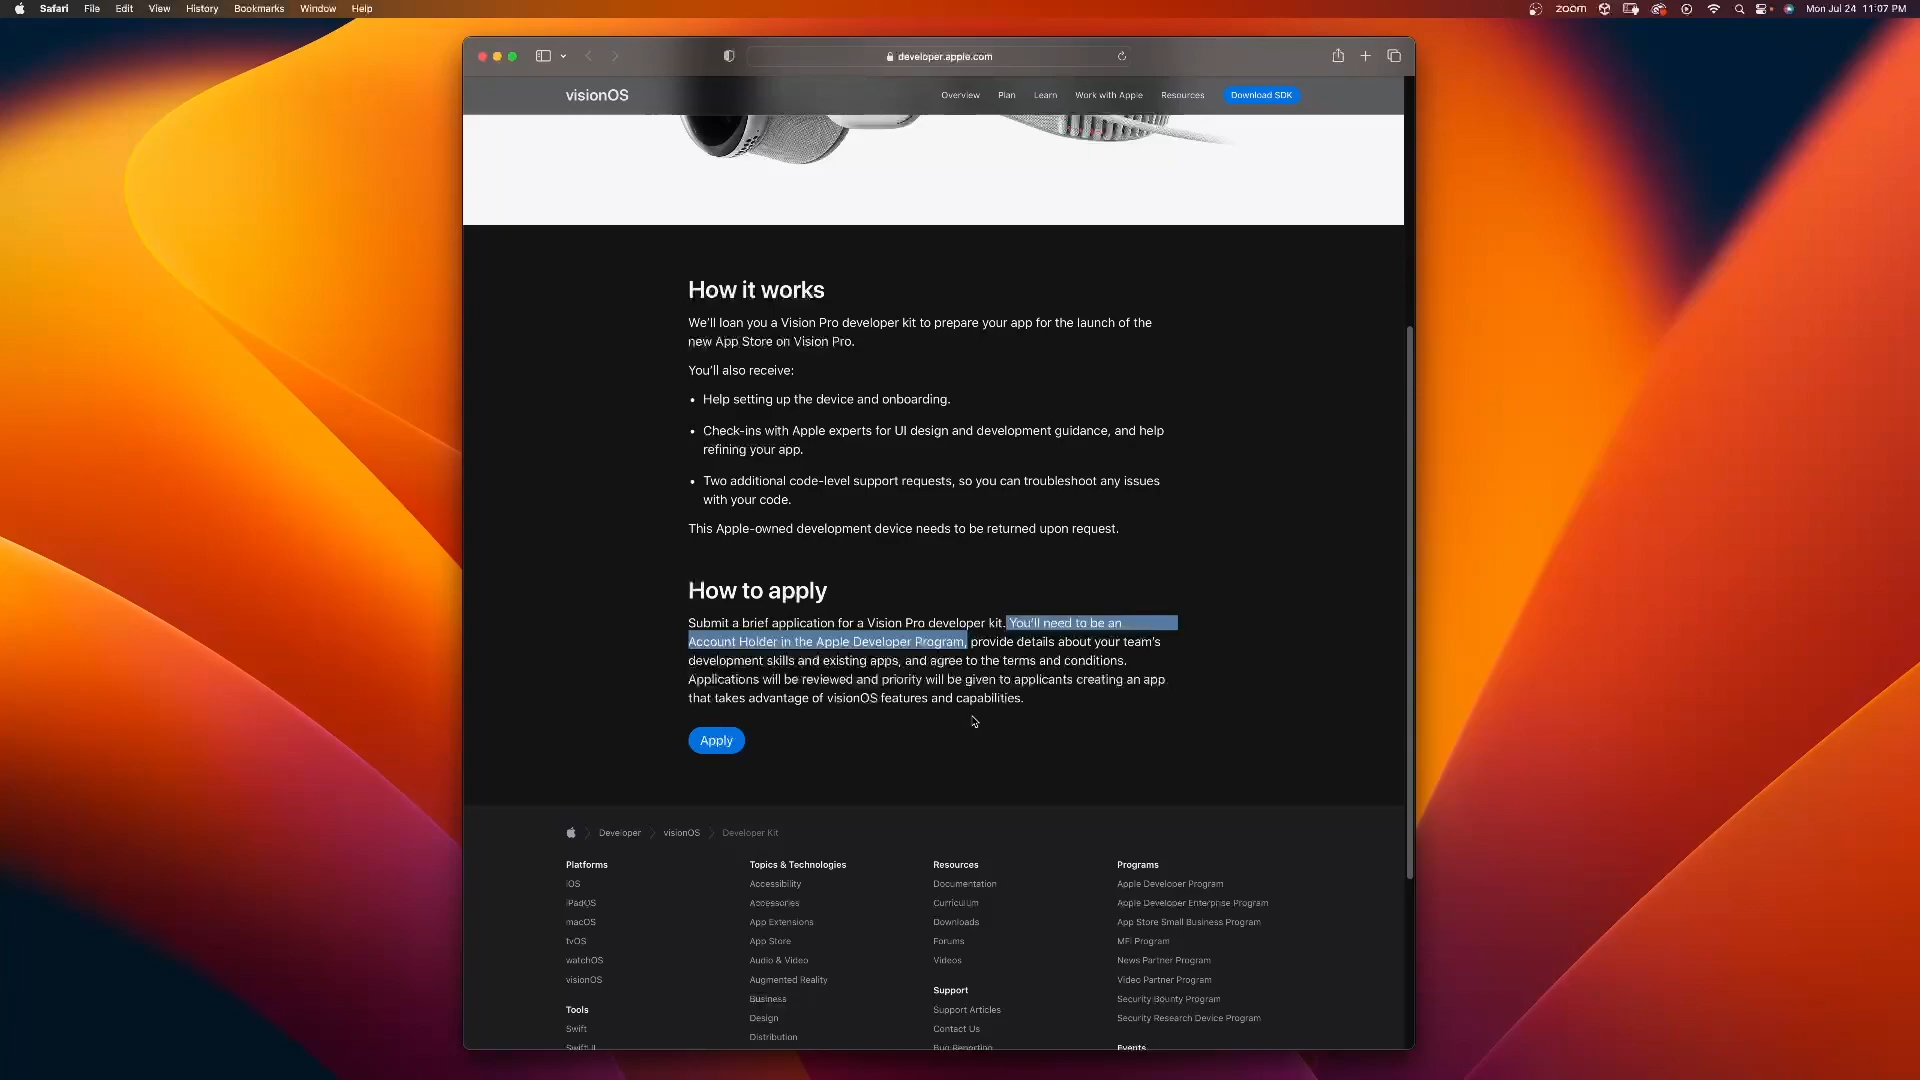 Safari File Edit View History Bookmarks Window Help
zoom Mon Jul 24 11:07 PM
developer.apple.com
visionOS
Overview Plan Learn Work with Apple Resources Download SDK
How it works
We'll loan you a Vision Pro developer kit to prepare your app for the launch of the
new App Store on Vision Pro.
You'll also receive:
• Help setting up the device and onboarding.
• Check-ins with Apple experts for UI design and development guidance, and help
refining your app.
• Two additional code-level support requests, so you can troubleshoot any issues
with your code.
This Apple-owned development device needs to be returned upon request.
How to apply
Submit a brief application for a Vision Pro developer kit. You'll need to be an
Account Holder in the Apple Developer Program, provide details about your team's
development skills and existing apps, and agree to the terms and conditions.
Applications will be reviewed and priority will be given to applicants creating an app
that takes advantage of visionOS features and capabilities.
Apply
Developer visionOS Developer Kit
Platforms
iOS
iPadOS
macOS
tvOS
watchOS
visionOS
Tools
Swift
SwiftUI
Topics & Technologies
Accessibility
Accessories
App Extensions
App Store
Audio & Video
Augmented Reality
Business
Design
Distribution
Resources
Documentation
Curriculum
Downloads
Forums
Videos
Support
Support Articles
Contact Us
Bug Reporting
Programs
Apple Developer Program
Apple Developer Enterprise Program
App Store Small Business Program
MFi Program
News Partner Program
Video Partner Program
Security Bounty Program
Security Research Device Program
Events